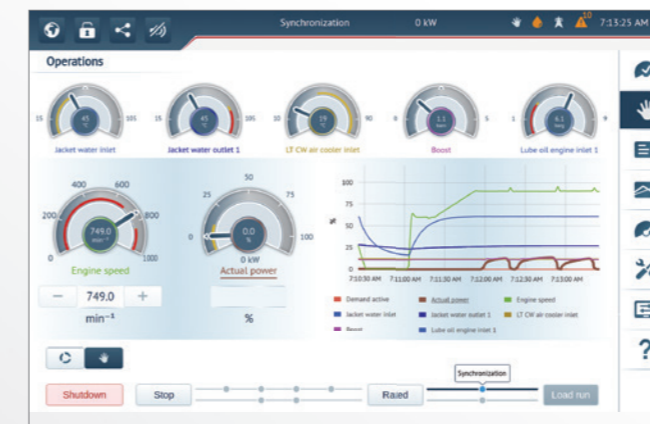 Synchronization 0 kW 10 7:13:25 AM
Operations
15 45 °C 105
15 45 °C 105
10 19 °C 90
0 1.1 5
1 6.1 9
Jacket water inlet
Jacket water outlet 1
LT CW air cooler inlet
Boost
Lube oil engine inlet 1
0 200 400 600 800 1000
749.0
min⁻¹
Engine speed
0 25 50 75 100
0.0
%
0 kW
Actual power
− 749.0 +
min⁻¹
%
%
100
75
50
25
0
7:10:30 AM 7:11:00 AM 7:11:30 AM 7:12:00 AM 7:12:30 AM 7:13:00 AM
Demand active Actual power Engine speed
Jacket water inlet Jacket water outlet 1 LT CW air cooler inlet
Boost Lube oil engine inlet 1
Synchronization
Shutdown Stop Rated Load run
?